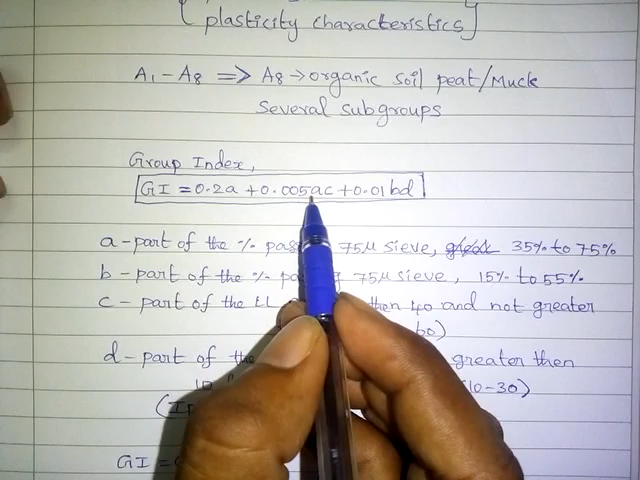 [plasticity characteristics]
A1 - A8 => A8 → organic soil peat/Muck
several subgroups
Group Index,
GI = 0.2a + 0.005ac + 0.01bd
a - part of the % 75μ sieve, 35% to 75%
b - part of the % 75μ sieve, 15% to 55%
c - part of the LL then 40 and not greater
60)
d - part of the greater then
10 (10-30)
(Ip
GI =